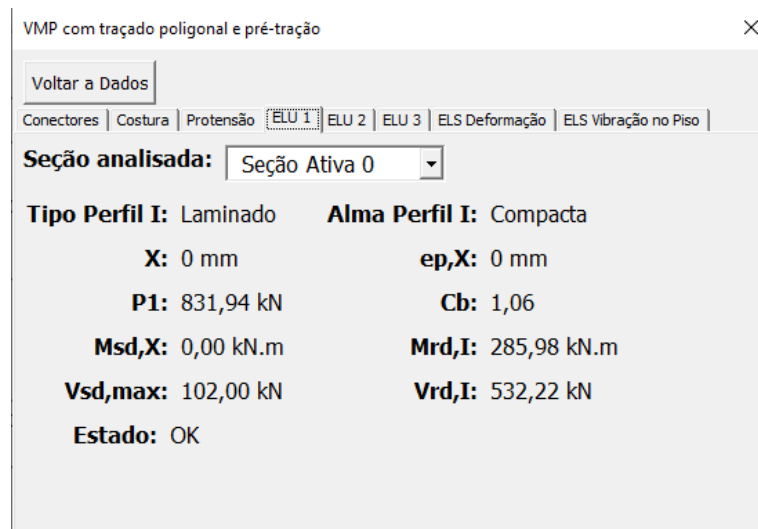 VMP com traçado poligonal e pré-tração
Voltar a Dados
Conectores | Costura | Protensão | ELU 1 | ELU 2 | ELU 3 | ELS Deformação | ELS Vibração no Piso |
Seção analisada: Seção Ativa 0
Tipo Perfil I: Laminado Alma Perfil I: Compacta
X: 0 mm ep,X: 0 mm
P1: 831,94 kN Cb: 1,06
Msd,X: 0,00 kN.m Mrd,I: 285,98 kN.m
Vsd,max: 102,00 kN Vrd,I: 532,22 kN
Estado: OK